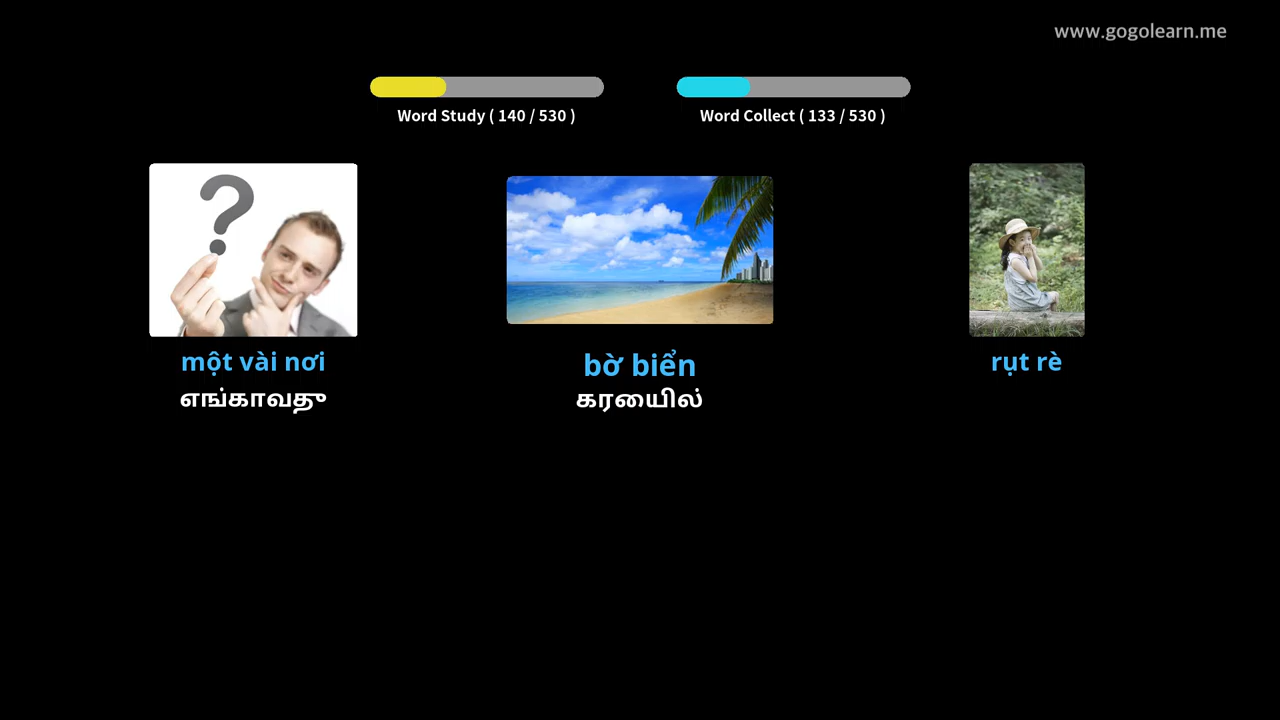 www.gogolearn.me
Word Study ( 140 / 530 )
Word Collect ( 133 / 530 )
một vài nơi
எங்காவது
bờ biển
கரையில்
rụt rè